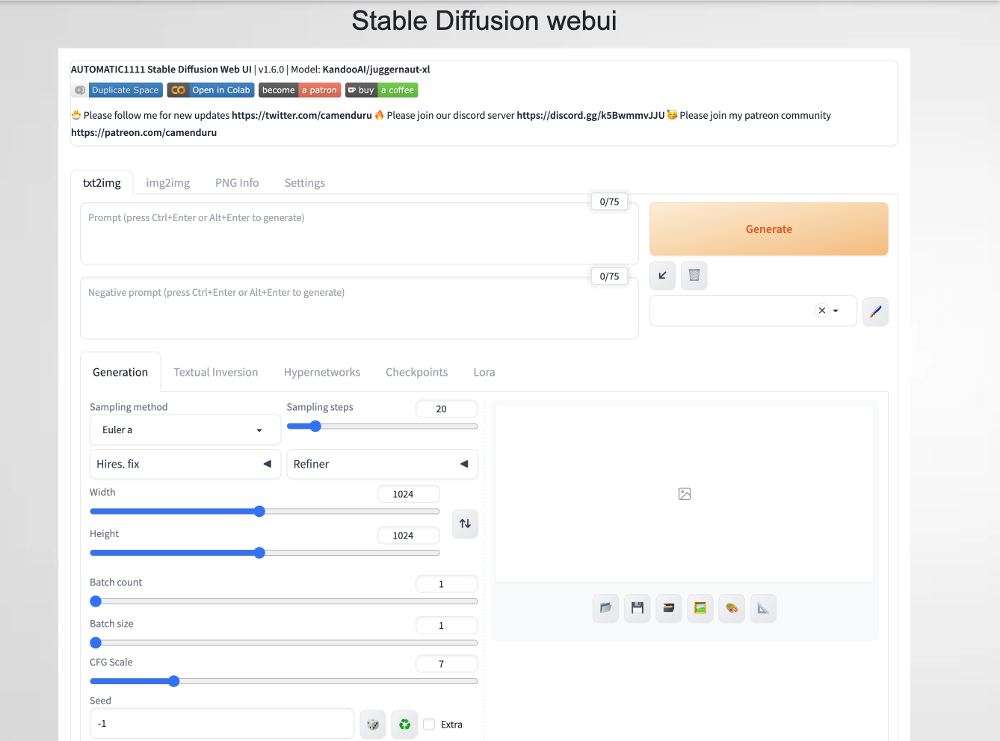 Stable Diffusion webui
AUTOMATIC1111 Stable Diffusion Web UI | v1.6.0 | Model: KandooAI/juggernaut-xl
Duplicate Space Open in Colab become a patron buy a coffee
🐣 Please follow me for new updates https://twitter.com/camenduru 🔥 Please join our discord server https://discord.gg/k5BwmmvJJU 🥳 Please join my patreon community
https://patreon.com/camenduru
txt2img img2img PNG Info Settings
0/75
Prompt (press Ctrl+Enter or Alt+Enter to generate)
Generate
0/75
Negative prompt (press Ctrl+Enter or Alt+Enter to generate)
Generation Textual Inversion Hypernetworks Checkpoints Lora
Sampling method
Sampling steps
20
Euler a
Hires. fix
Refiner
Width
1024
Height
1024
Batch count
1
Batch size
1
CFG Scale
7
Seed
-1
Extra